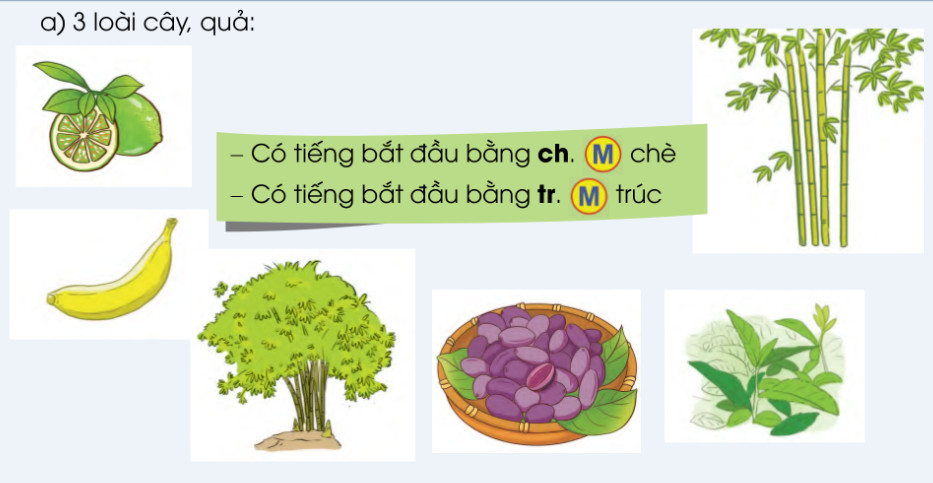 a) 3 loài cây, quả:
– Có tiếng bắt đầu bằng ch. M chè
– Có tiếng bắt đầu bằng tr. M trúc